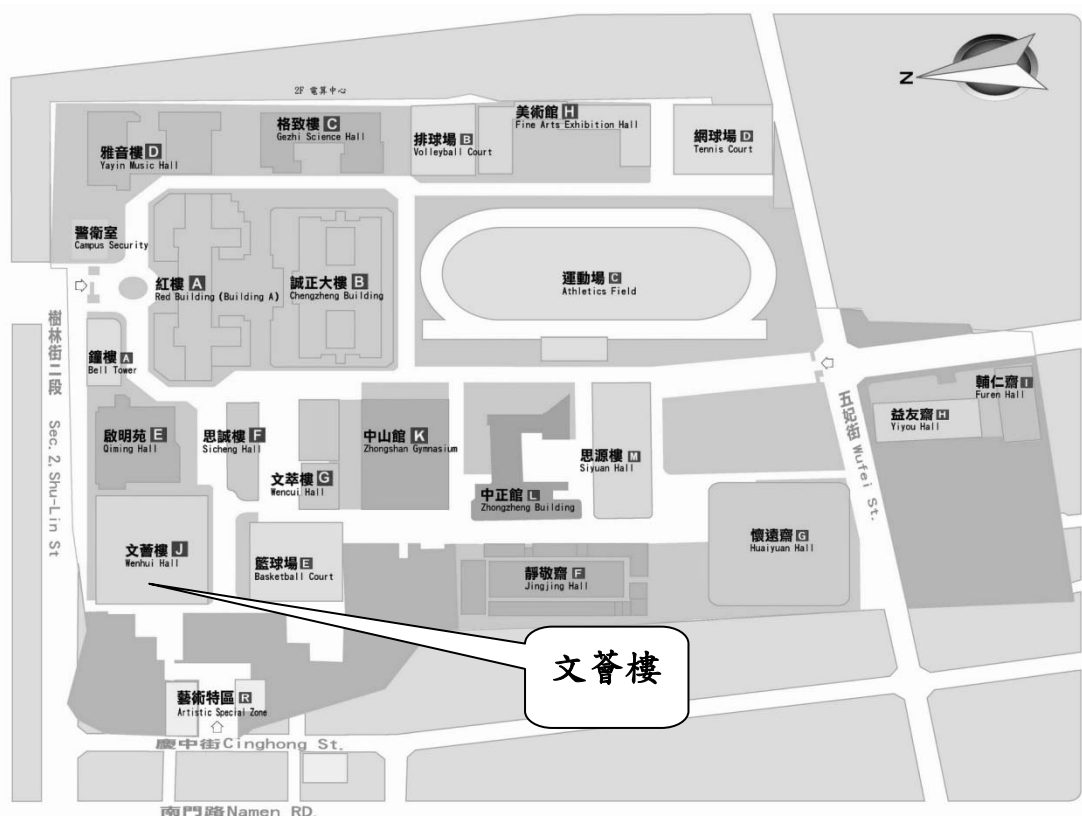 2F 電算中心
N
雅音樓 D
Yayin Music Hall
格致樓 C
Gezhi Science Hall
排球場 B
Volleyball Court
美術館 H
Fine Arts Exhibition Hall
網球場 D
Tennis Court
警衛室
Campus Security
紅樓 A
Red Building (Building A)
誠正大樓 B
Chengzheng Building
運動場 C
Athletics Field
樹林街二段 Sec. 2, Shu-Lin St
鐘樓 A
Bell Tower
啟明苑 E
Qiming Hall
思誠樓 F
Sicheng Hall
文萃樓 G
Wencui Hall
中山館 K
Zhongshan Gymnasium
中正館 L
Zhongzheng Building
思源樓 M
Siyuan Hall
五妃街 Wufei St.
益友齋 H
Yiyou Hall
輔仁齋 I
Furen Hall
文薈樓 J
Wenhui Hall
籃球場 E
Basketball Court
靜敬齋 F
Jingjing Hall
懷遠齋 G
Huaiyuan Hall
文薈樓
藝術特區 R
Artistic Special Zone
慶中街Cinghong St.
南門路Namen RD.